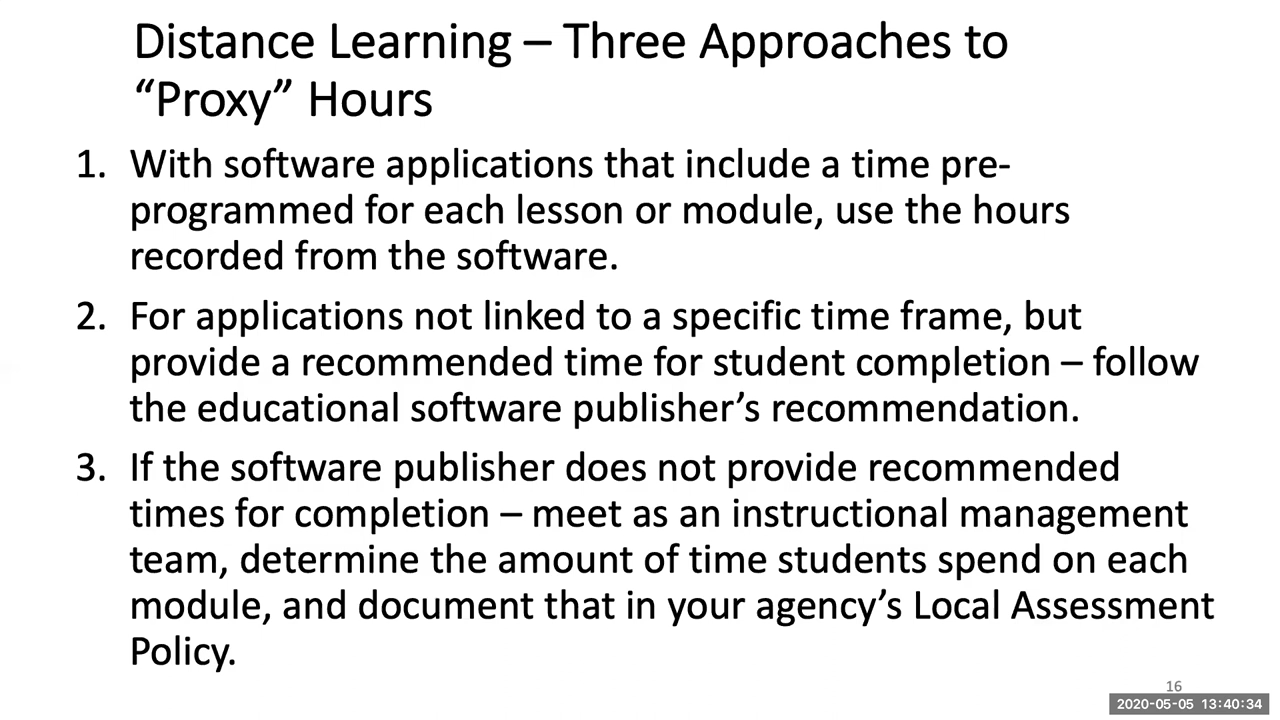 Distance Learning – Three Approaches to
“Proxy” Hours
1. With software applications that include a time pre-
programmed for each lesson or module, use the hours
recorded from the software.
2. For applications not linked to a specific time frame, but
provide a recommended time for student completion – follow
the educational software publisher’s recommendation.
3. If the software publisher does not provide recommended
times for completion – meet as an instructional management
team, determine the amount of time students spend on each
module, and document that in your agency’s Local Assessment
Policy.
16
2020-05-05 13:40:34